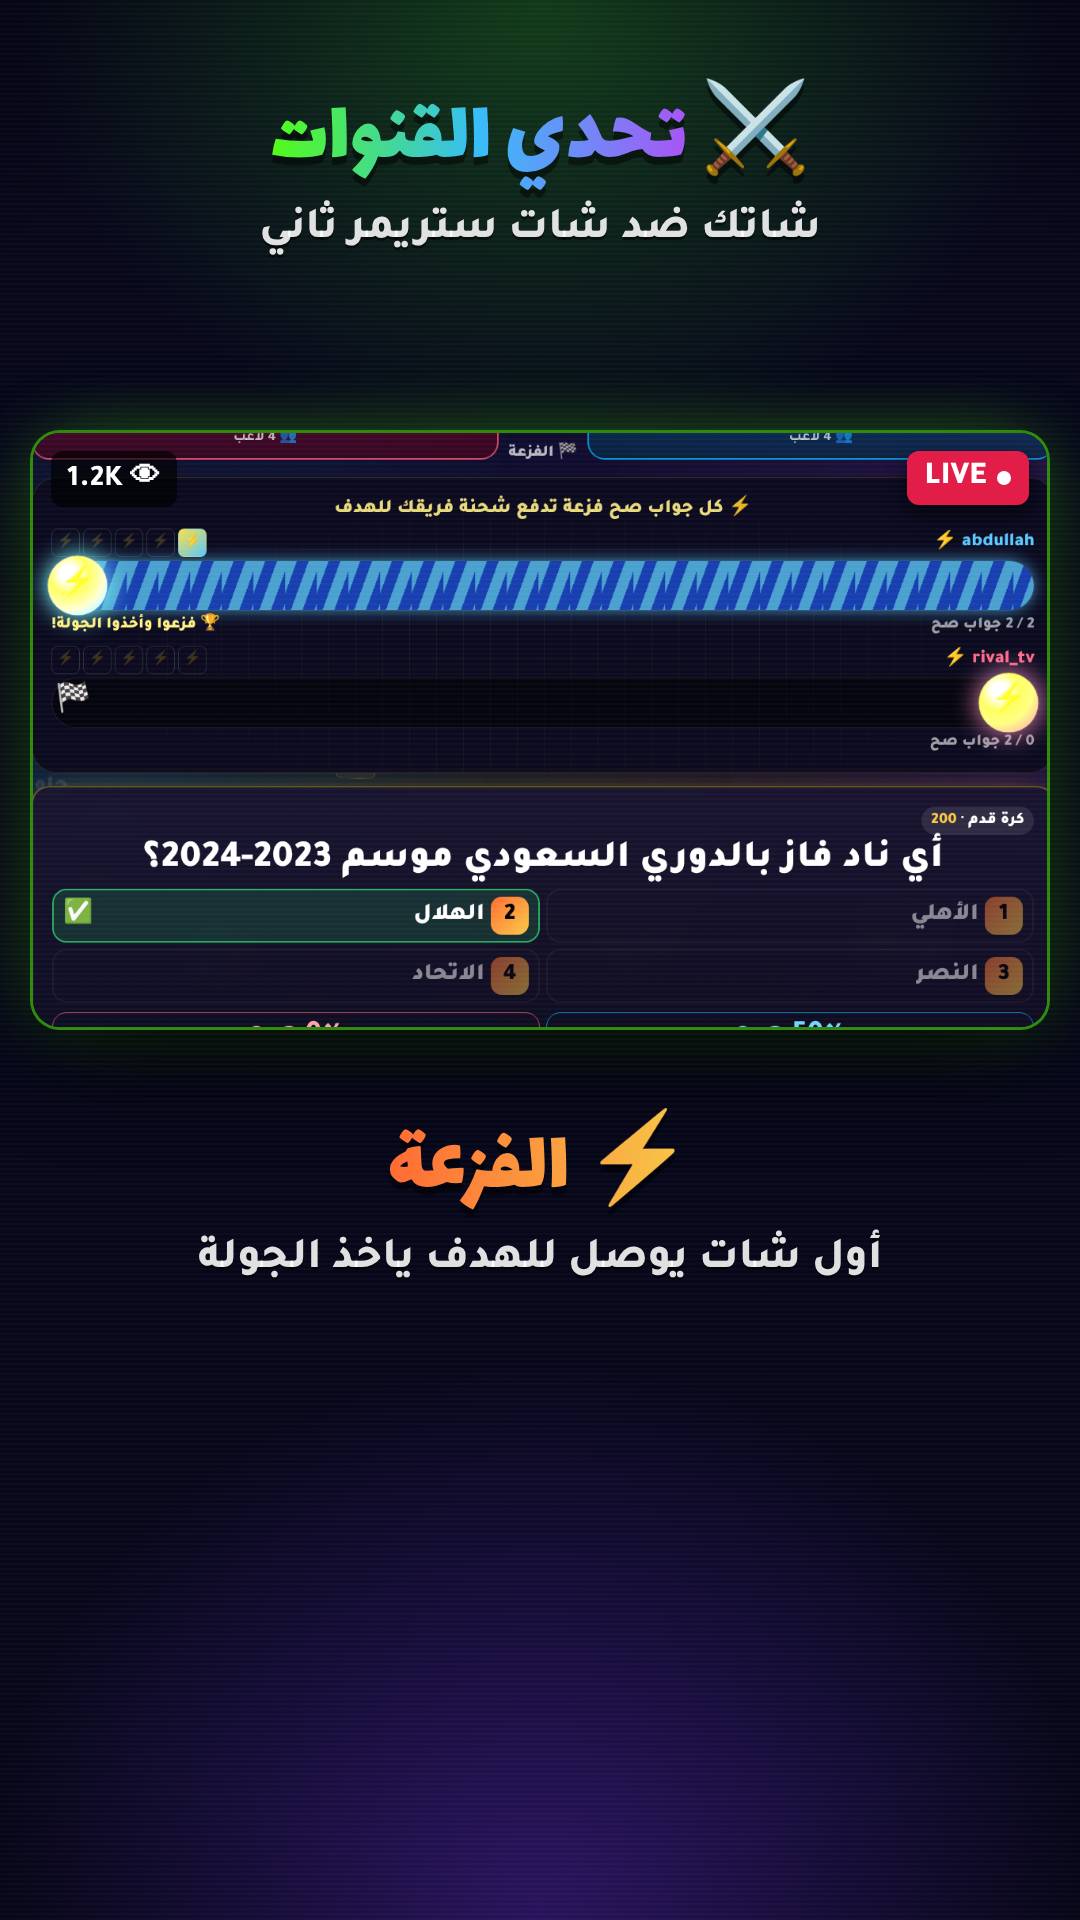 ⚔️ تحدي القنوات
شاتك ضد شات ستريمر ثاني
👥 4 لاعب
🏁 الفزعة
👥 4 لاعب
LIVE
1.2K
⚡ كل جواب صح فزعة تدفع شحنة فريقك للهدف
⚡ abdullah
2 / 2 جواب صح
🏆 فزعوا وأخذوا الجولة!
⚡ rival_tv
2 / 0 جواب صح
كرة قدم · 200
أي ناد فاز بالدوري السعودي موسم 2023-2024؟
1 الأهلي
2 الهلال ✅
3 النصر
4 الاتحاد
⚡ الفزعة
أول شات يوصل للهدف ياخذ الجولة